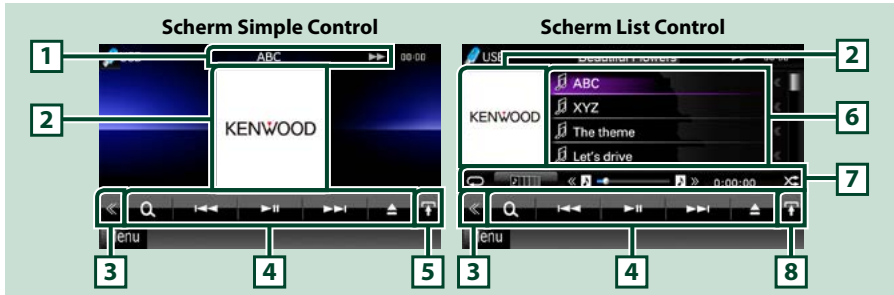 Scherm Simple Control
Scherm List Control
1
ABC
00:00
2
KENWOOD
Menu
3
4
5
USB
2
KENWOOD
ABC
XYZ
The theme
Let's drive
6
0:00:00
7
enu
3
4
8